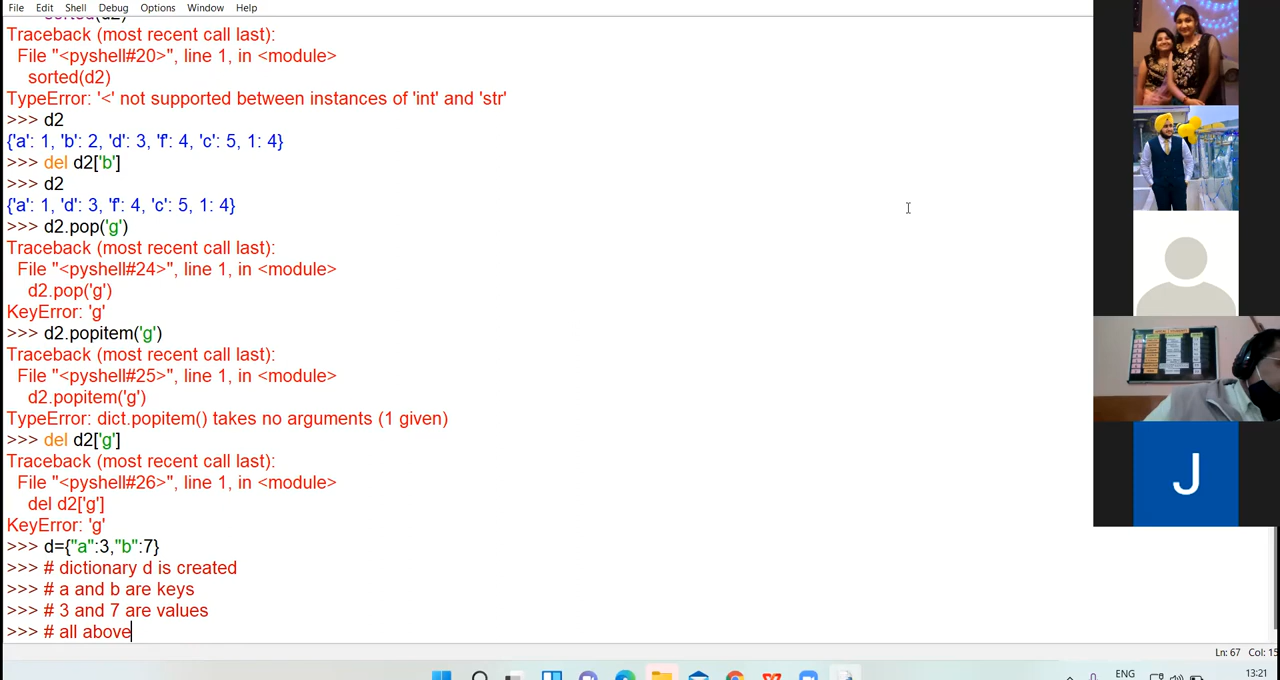 File Edit Shell Debug Options Window Help
sorted(d2)
Traceback (most recent call last):
File "<pyshell#20>", line 1, in <module>
sorted(d2)
TypeError: '<' not supported between instances of 'int' and 'str'
>>> d2
{'a': 1, 'b': 2, 'd': 3, 'f': 4, 'c': 5, 1: 4}
>>> del d2['b']
>>> d2
{'a': 1, 'd': 3, 'f': 4, 'c': 5, 1: 4}
>>> d2.pop('g')
Traceback (most recent call last):
File "<pyshell#24>", line 1, in <module>
d2.pop('g')
KeyError: 'g'
>>> d2.popitem('g')
Traceback (most recent call last):
File "<pyshell#25>", line 1, in <module>
d2.popitem('g')
TypeError: dict.popitem() takes no arguments (1 given)
>>> del d2['g']
Traceback (most recent call last):
File "<pyshell#26>", line 1, in <module>
del d2['g']
KeyError: 'g'
>>> d={"a":3,"b":7}
>>> # dictionary d is created
>>> # a and b are keys
>>> # 3 and 7 are values
>>> # all above
J
Ln: 67 Col: 15
ENG
13:21